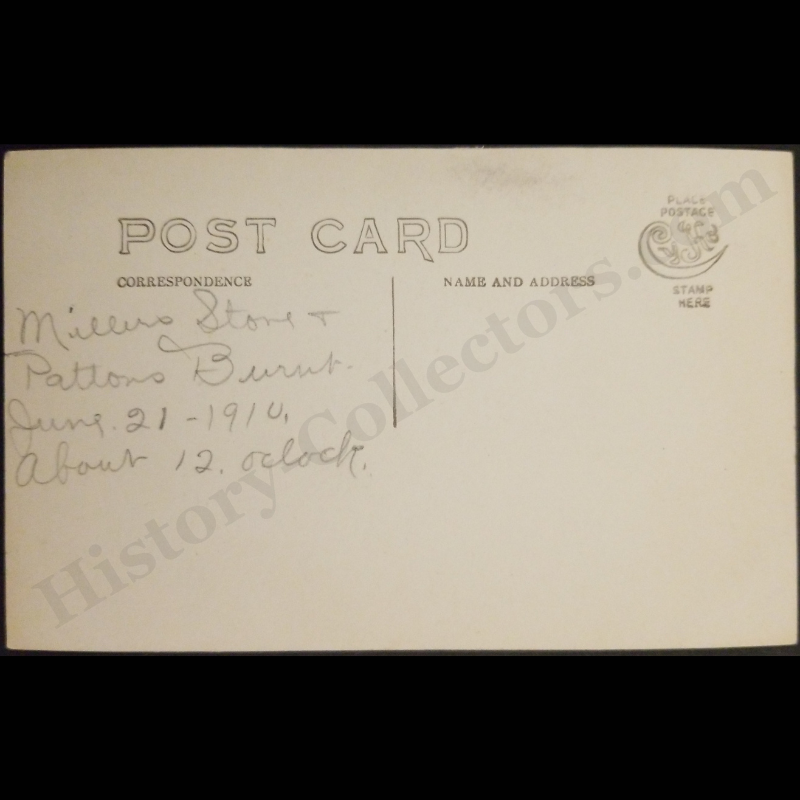 POST CARD
CORRESPONDENCE
NAME AND ADDRESS
PLACE
POSTAGE
STAMP
HERE
Millers Store +
Pattons Burnt.
June. 21 - 1910.
About 12. oclock.
History-Collectors.com